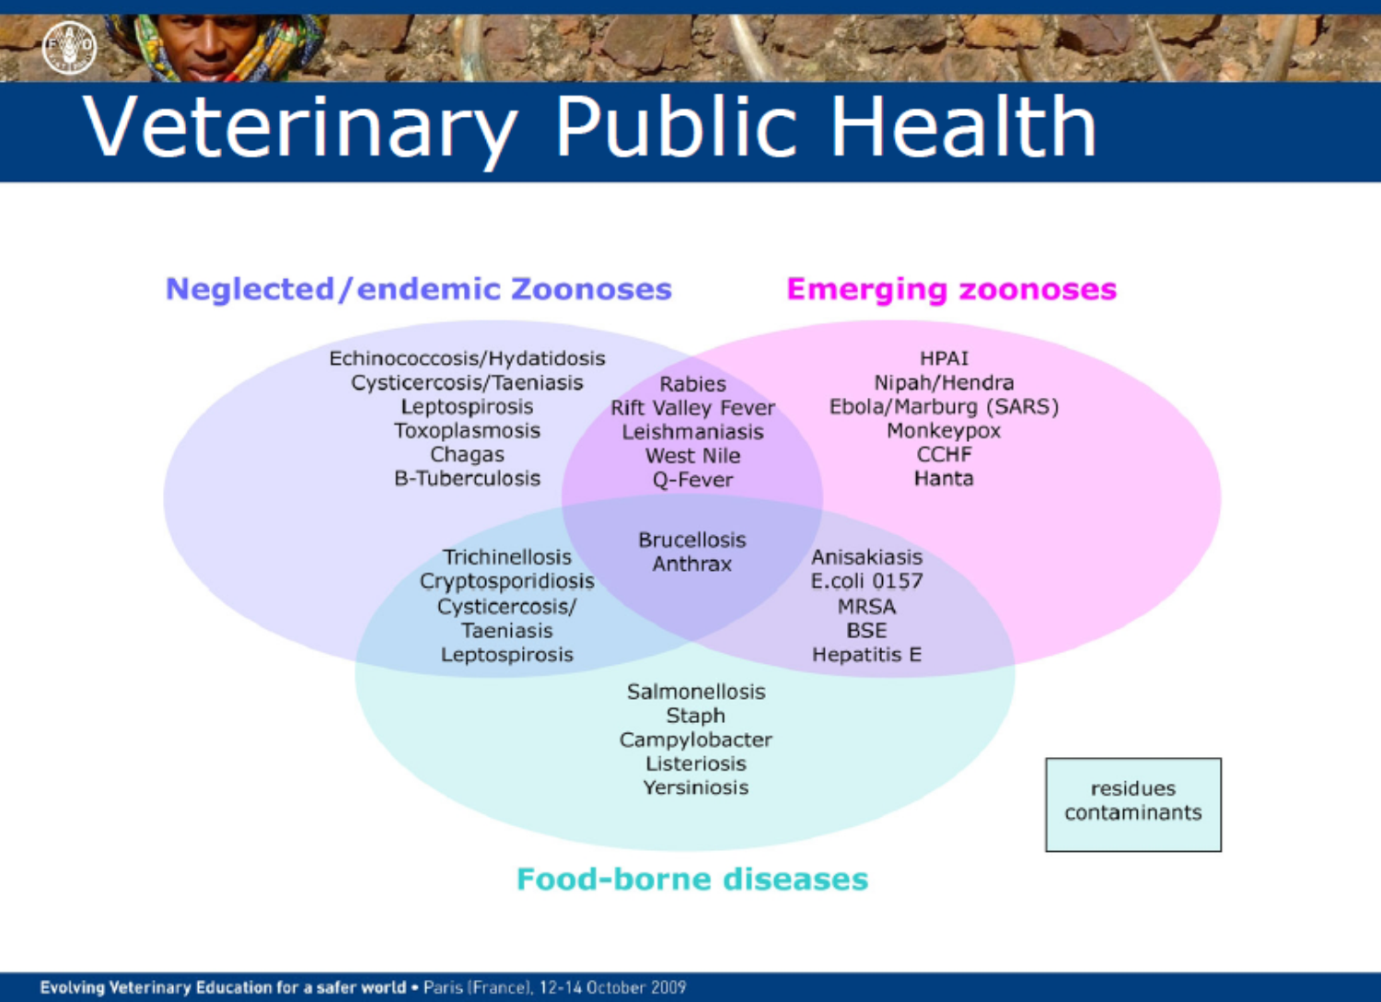 FAO
Veterinary Public Health
Neglected/endemic Zoonoses
Emerging zoonoses
Echinococcosis/Hydatidosis
Cysticercosis/Taeniasis
Leptospirosis
Toxoplasmosis
Chagas
B-Tuberculosis
Rabies
Rift Valley Fever
Leishmaniasis
West Nile
Q-Fever
HPAI
Nipah/Hendra
Ebola/Marburg (SARS)
Monkeypox
CCHF
Hanta
Trichinellosis
Cryptosporidiosis
Cysticercosis/
Taeniasis
Leptospirosis
Brucellosis
Anthrax
Anisakiasis
E.coli 0157
MRSA
BSE
Hepatitis E
Salmonellosis
Staph
Campylobacter
Listeriosis
Yersiniosis
residues
contaminants
Food-borne diseases
Evolving Veterinary Education for a safer world • Paris (France), 12-14 October 2009